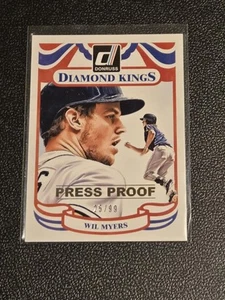 DONRUSS
DIAMOND KINGS
PRESS PROOF
WIL MYERS